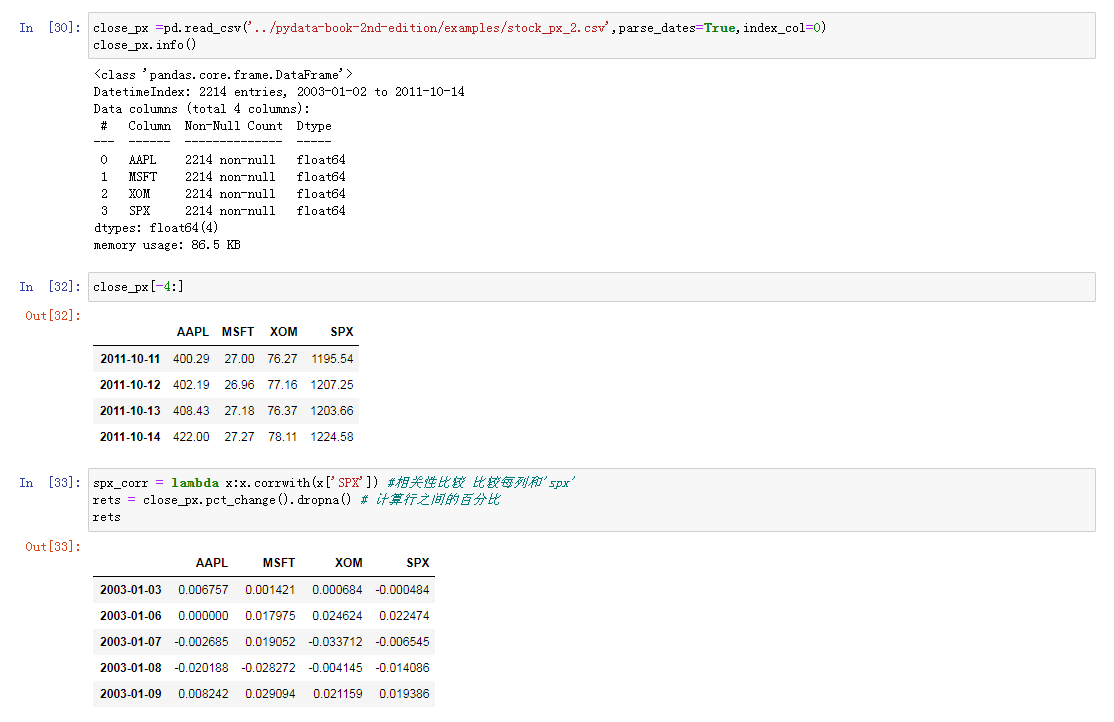 In [30]: close_px =pd.read_csv('../pydata-book-2nd-edition/examples/stock_px_2.csv',parse_dates=True,index_col=0)
close_px.info()
<class 'pandas.core.frame.DataFrame'>
DatetimeIndex: 2214 entries, 2003-01-02 to 2011-10-14
Data columns (total 4 columns):
# Column Non-Null Count Dtype
--- ------ -------------- -----
0 AAPL 2214 non-null float64
1 MSFT 2214 non-null float64
2 XOM 2214 non-null float64
3 SPX 2214 non-null float64
dtypes: float64(4)
memory usage: 86.5 KB
In [32]: close_px[-4:]
Out[32]:
AAPL MSFT XOM SPX
2011-10-11 400.29 27.00 76.27 1195.54
2011-10-12 402.19 26.96 77.16 1207.25
2011-10-13 408.43 27.18 76.37 1203.66
2011-10-14 422.00 27.27 78.11 1224.58
In [33]: spx_corr = lambda x:x.corrwith(x['SPX']) #相关性比较 比较每列和'spx'
rets = close_px.pct_change().dropna() # 计算行之间的百分比
rets
Out[33]:
AAPL MSFT XOM SPX
2003-01-03 0.006757 0.001421 0.000684 -0.000484
2003-01-06 0.000000 0.017975 0.024624 0.022474
2003-01-07 -0.002685 0.019052 -0.033712 -0.006545
2003-01-08 -0.020188 -0.028272 -0.004145 -0.014086
2003-01-09 0.008242 0.029094 0.021159 0.019386